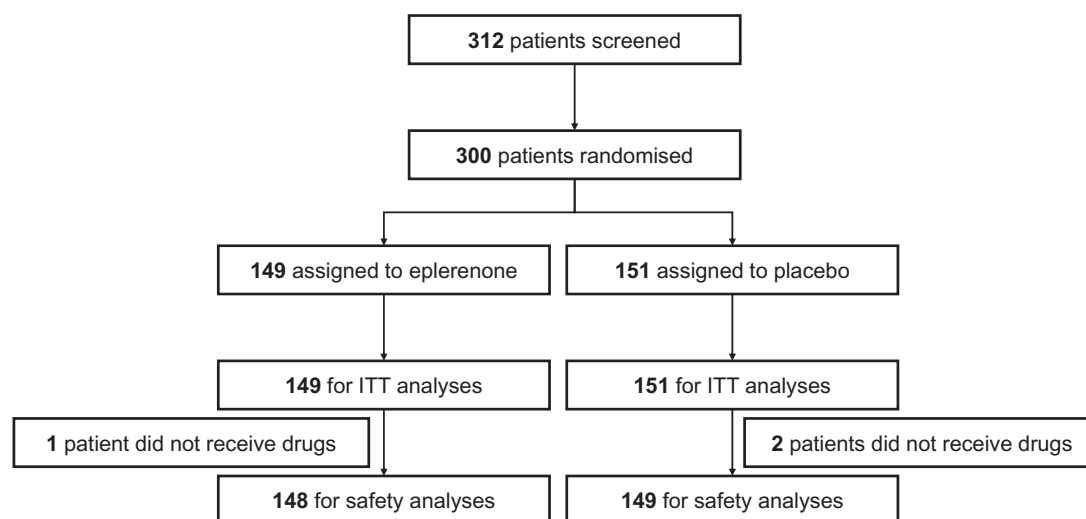 312 patients screened
300 patients randomised
149 assigned to eplerenone
151 assigned to placebo
149 for ITT analyses
151 for ITT analyses
1 patient did not receive drugs
2 patients did not receive drugs
148 for safety analyses
149 for safety analyses